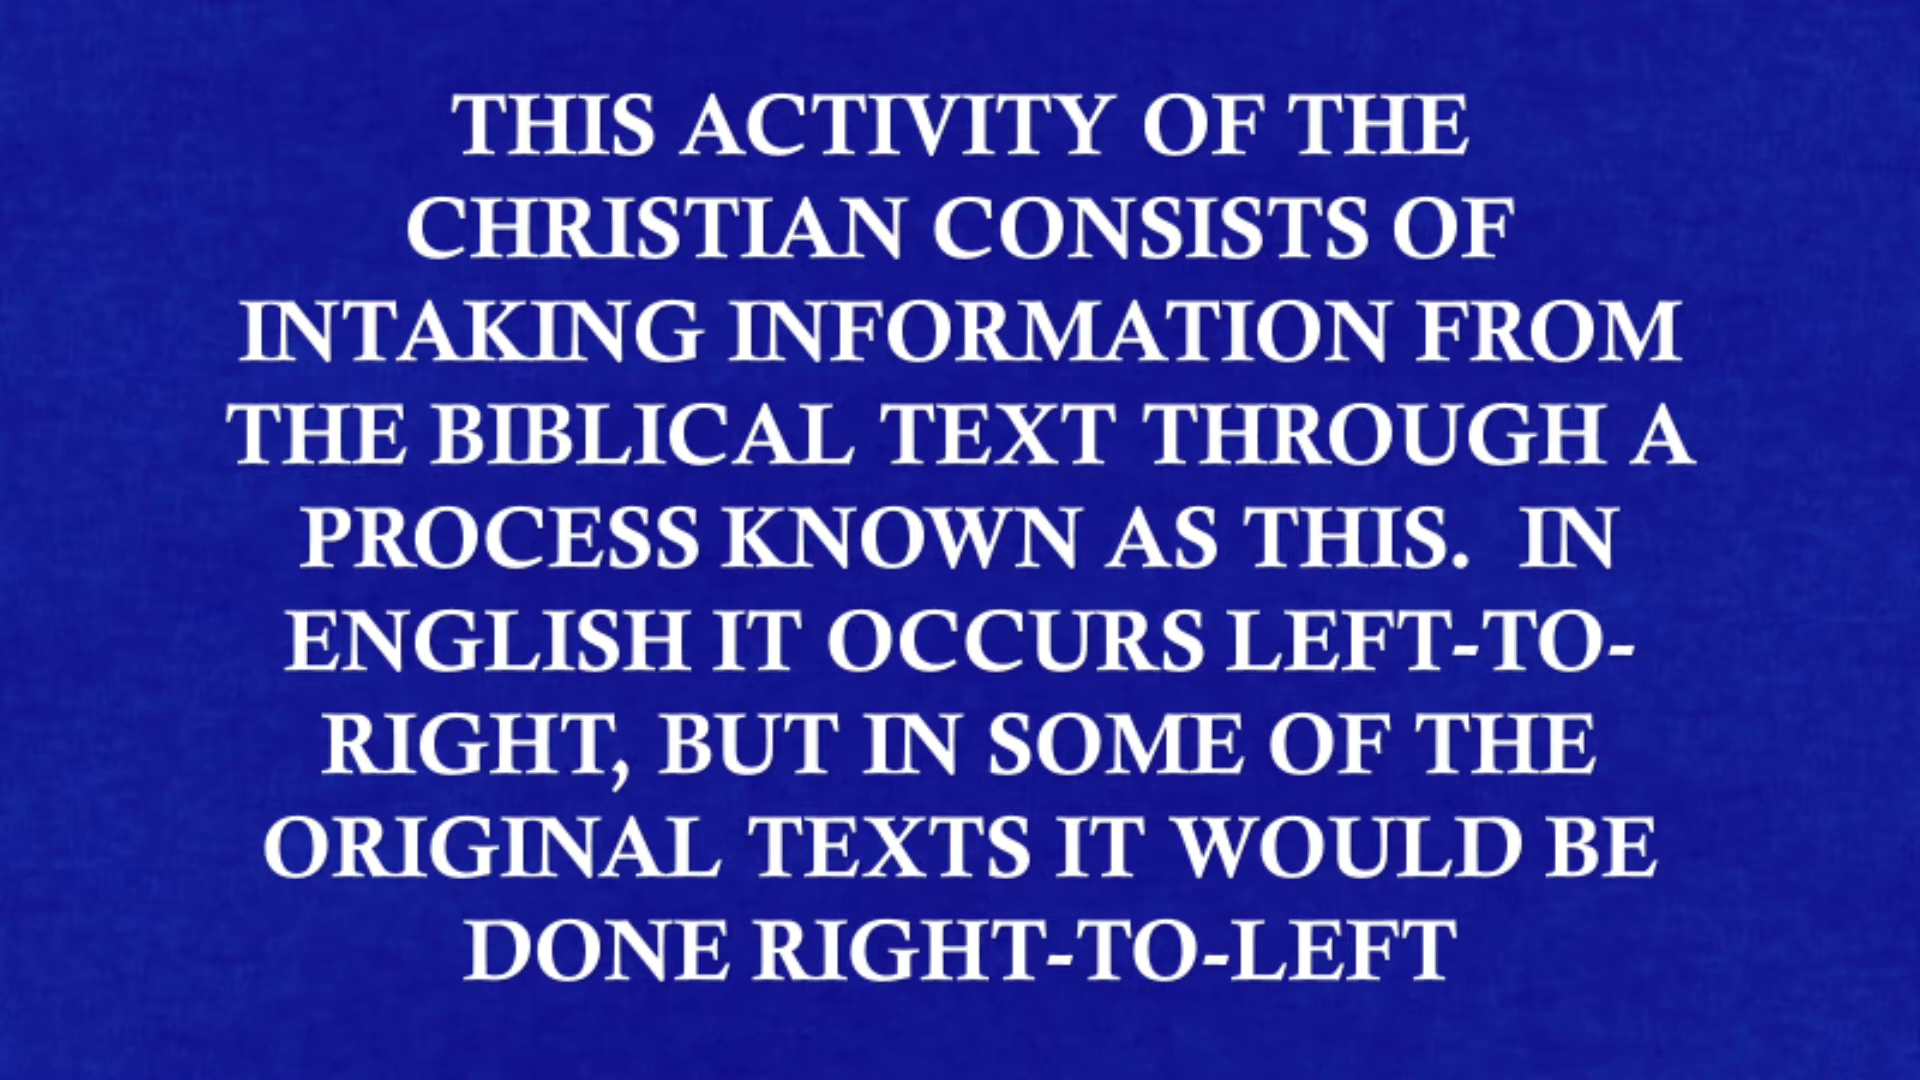 THIS ACTIVITY OF THE
CHRISTIAN CONSISTS OF
INTAKING INFORMATION FROM
THE BIBLICAL TEXT THROUGH A
PROCESS KNOWN AS THIS.  IN
ENGLISH IT OCCURS LEFT-TO-
RIGHT, BUT IN SOME OF THE
ORIGINAL TEXTS IT WOULD BE
DONE RIGHT-TO-LEFT